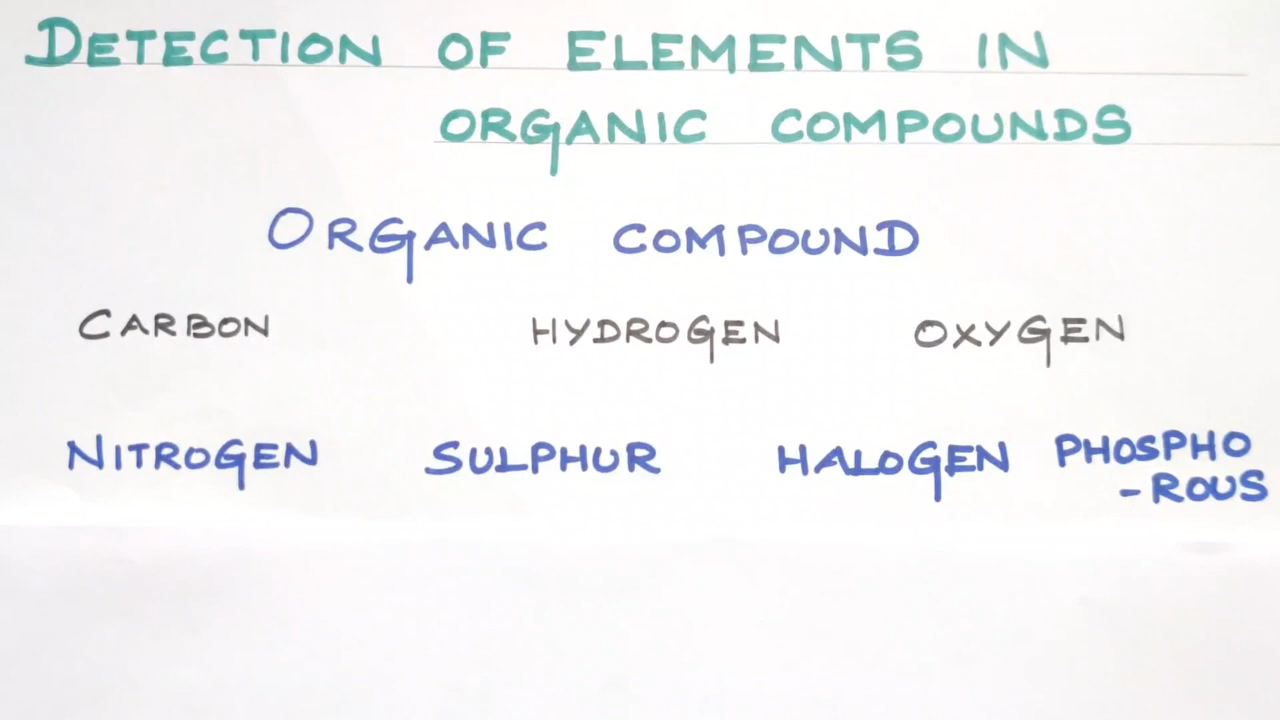 DETECTION OF ELEMENTS IN
ORGANIC COMPOUNDS
ORGANIC COMPOUND
CARBON HYDROGEN OXYGEN
NITROGEN SULPHUR HALOGEN PHOSPHO
-ROUS